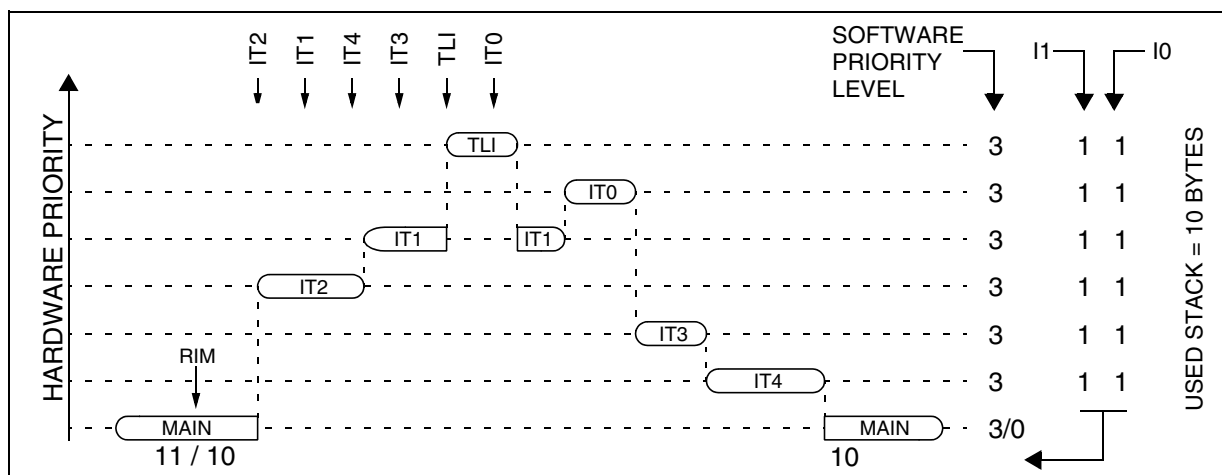 IT2
IT1
IT4
IT3
TLI
IT0
SOFTWARE
PRIORITY
LEVEL
I1
I0
HARDWARE PRIORITY
TLI
3
1 1
IT0
3
1 1
IT1
IT1
3
1 1
IT2
3
1 1
IT3
3
1 1
RIM
IT4
3
1 1
MAIN
MAIN
3/0
11 / 10
10
USED STACK = 10 BYTES